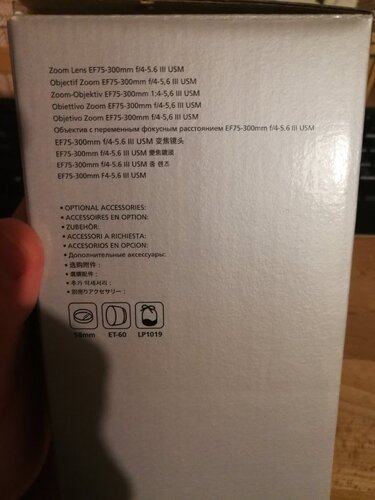 Zoom Lens EF75-300mm f/4-5.6 III USM
Objectif Zoom EF75-300mm f/4-5,6 III USM
Zoom-Objektiv EF75-300mm 1:4-5,6 III USM
Obiettivo Zoom EF75-300mm f/4-5,6 III USM
Objetivo Zoom EF75-300mm f/4-5,6 III USM
Объектив с переменным фокусным расстоянием EF75-300mm f/4-5,6 III USM
EF75-300mm f/4-5.6 III USM 变焦镜头
EF75-300mm f/4-5.6 III USM 變焦鏡頭
EF75-300mm f/4-5.6 III USM 줌 렌즈
EF75-300mm F4-5.6 III USM
• OPTIONAL ACCESSORIES:
• ACCESSOIRES EN OPTION:
• ZUBEHÖR:
• ACCESSORI A RICHIESTA:
• ACCESORIOS EN OPCION:
• Дополнительные аксессуары:
• 选购附件：
• 選購配件：
• 추가 악세서리：
• 別売りアクセサリー：
58mm ET-60 LP1019